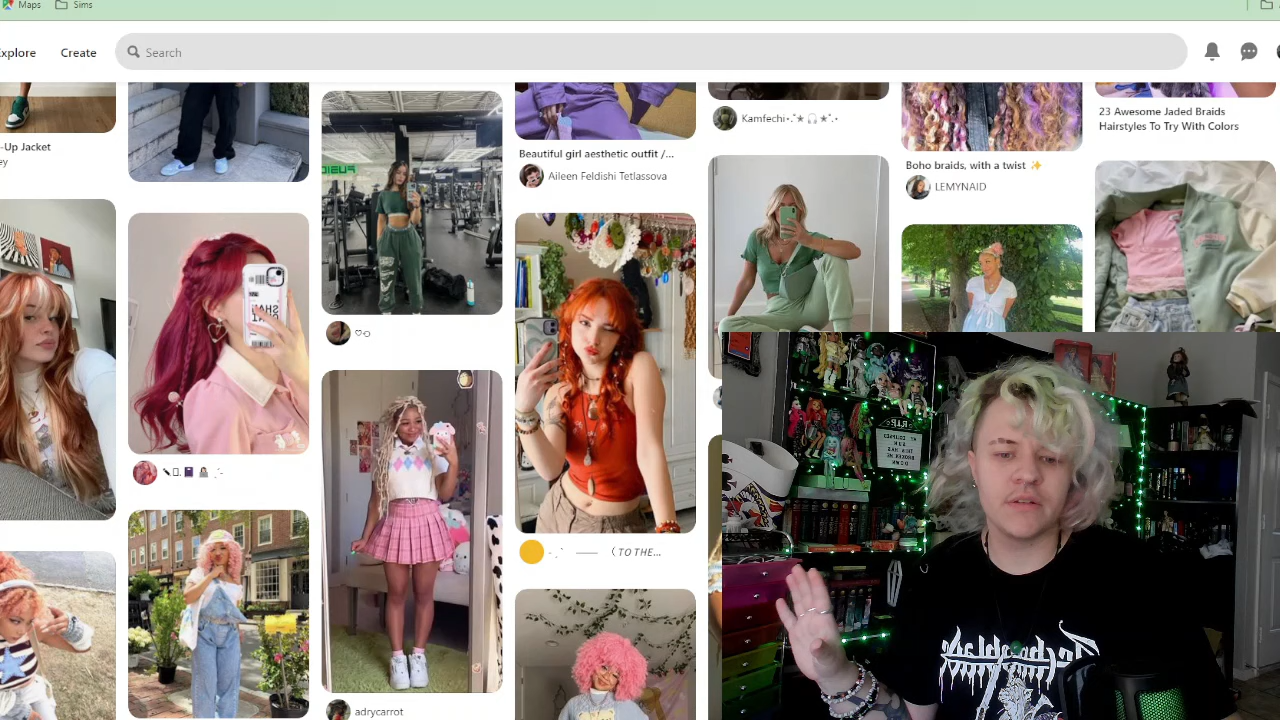 Maps
Sims
Explore
Create
Search
-Up Jacket
ey
Beautiful girl aesthetic outfit /...
Aileen Feldishi Tetlassova
Kamfechi
Boho braids, with a twist ✨
LEMYNAID
23 Awesome Jaded Braids
Hairstyles To Try With Colors
( TO THE...
adrycarrot